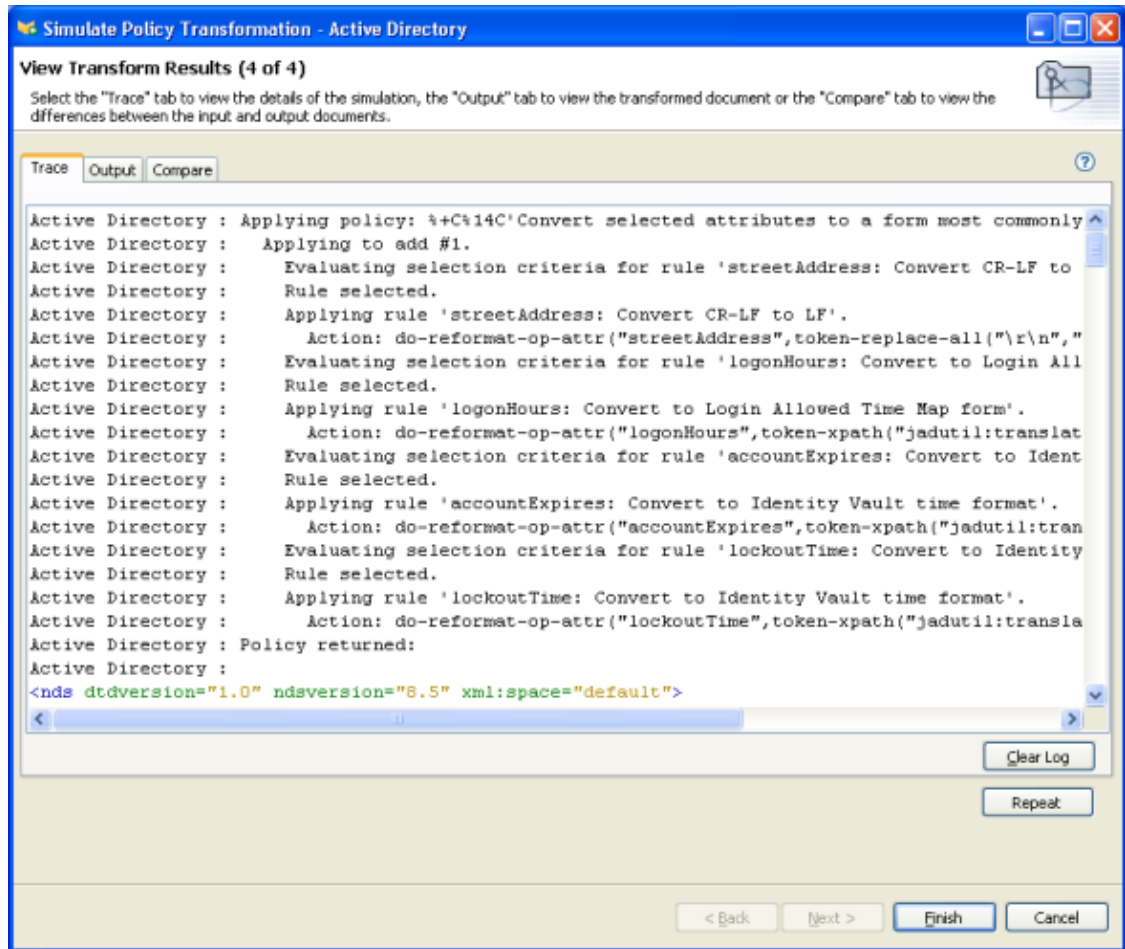 Simulate Policy Transformation - Active Directory
View Transform Results (4 of 4)
Select the "Trace" tab to view the details of the simulation, the "Output" tab to view the transformed document or the "Compare" tab to view the
differences between the input and output documents.
Trace Output Compare
Active Directory : Applying policy: %+C%14C'Convert selected attributes to a form most commonly
Active Directory :   Applying to add #1.
Active Directory :     Evaluating selection criteria for rule 'streetAddress: Convert CR-LF to
Active Directory :     Rule selected.
Active Directory :     Applying rule 'streetAddress: Convert CR-LF to LF'.
Active Directory :       Action: do-reformat-op-attr("streetAddress",token-replace-all("\r\n","
Active Directory :     Evaluating selection criteria for rule 'logonHours: Convert to Login All
Active Directory :     Rule selected.
Active Directory :     Applying rule 'logonHours: Convert to Login Allowed Time Map form'.
Active Directory :       Action: do-reformat-op-attr("logonHours",token-xpath("jadutil:translat
Active Directory :     Evaluating selection criteria for rule 'accountExpires: Convert to Ident
Active Directory :     Rule selected.
Active Directory :     Applying rule 'accountExpires: Convert to Identity Vault time format'.
Active Directory :       Action: do-reformat-op-attr("accountExpires",token-xpath("jadutil:tran
Active Directory :     Evaluating selection criteria for rule 'lockoutTime: Convert to Identity
Active Directory :     Rule selected.
Active Directory :     Applying rule 'lockoutTime: Convert to Identity Vault time format'.
Active Directory :       Action: do-reformat-op-attr("lockoutTime",token-xpath("jadutil:transla
Active Directory : Policy returned:
Active Directory :
<nds dtdversion="1.0" ndsversion="8.5" xml:space="default">
Clear Log
Repeat
< Back Next > Finish Cancel